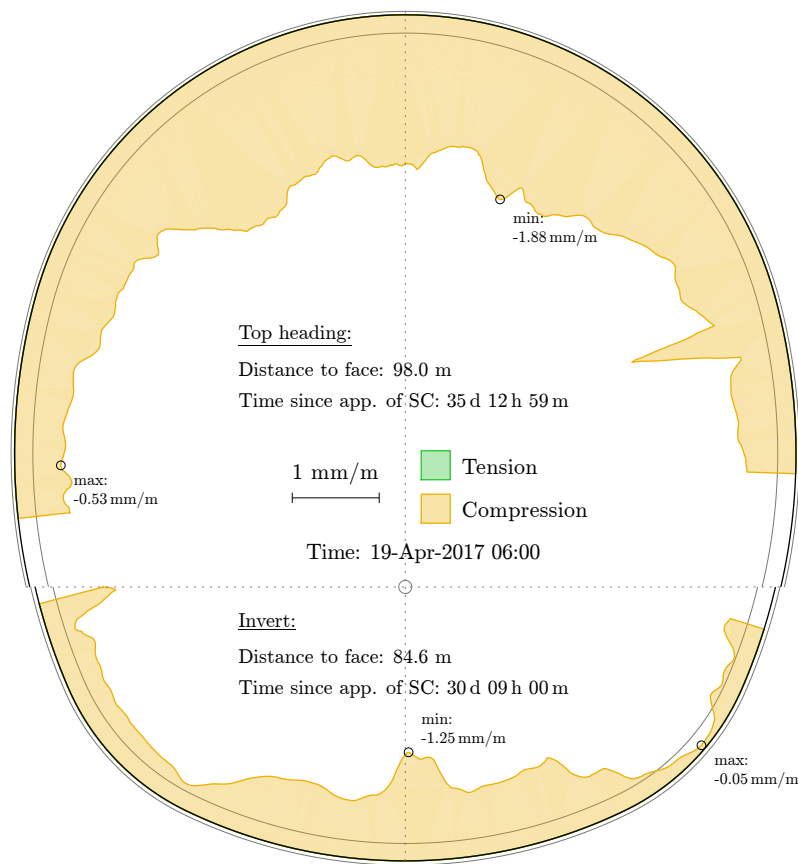 min:
-1.88 mm/m
Top heading:
Distance to face: 98.0 m
Time since app. of SC: 35 d 12 h 59 m
1 mm/m
Tension
Compression
max:
-0.53 mm/m
Time: 19-Apr-2017 06:00
Invert:
Distance to face: 84.6 m
Time since app. of SC: 30 d 09 h 00 m
min:
-1.25 mm/m
max:
-0.05 mm/m